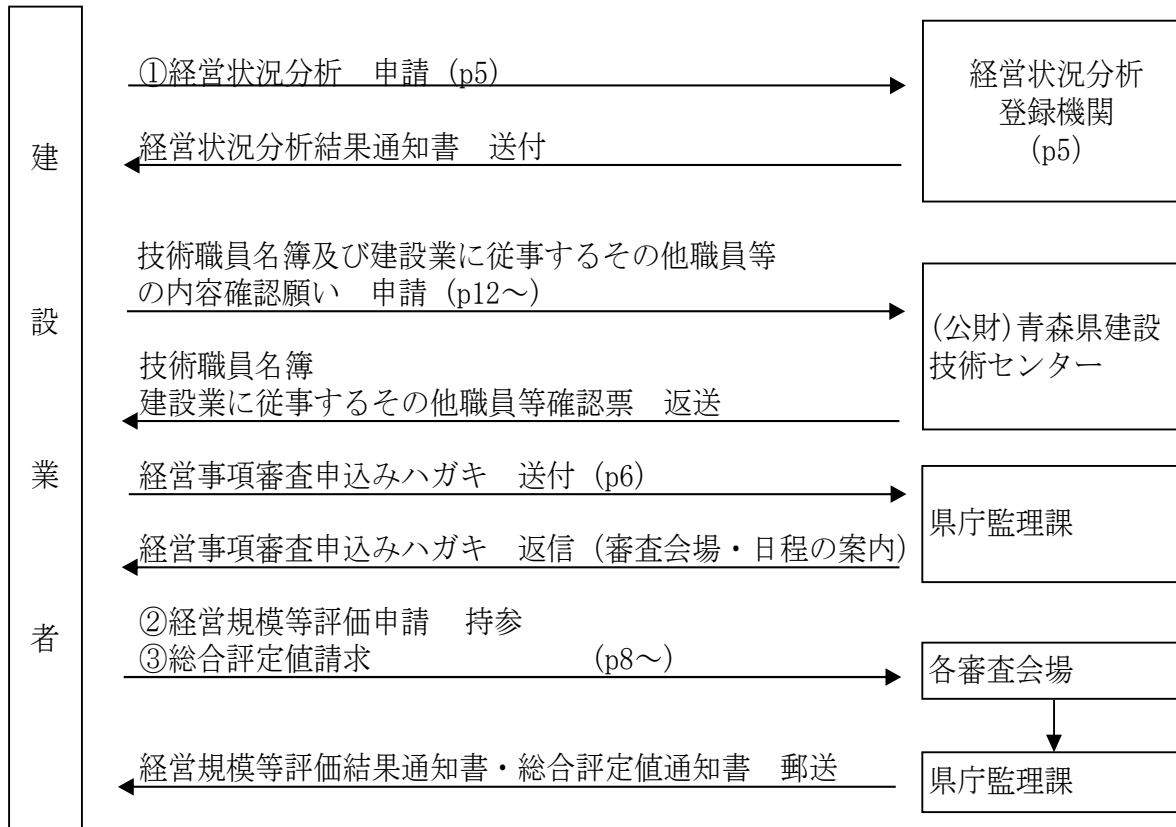 建設業者
①経営状況分析　申請 (p5)
経営状況分析結果通知書　送付
経営状況分析
登録機関
(p5)
技術職員名簿及び建設業に従事するその他職員等
の内容確認願い　申請 (p12～)
技術職員名簿
建設業に従事するその他職員等確認票　返送
(公財)青森県建設
技術センター
経営事項審査申込みハガキ　送付 (p6)
経営事項審査申込みハガキ　返信 (審査会場・日程の案内)
県庁監理課
②経営規模等評価申請　持参
③総合評定値請求　(p8～)
各審査会場
経営規模等評価結果通知書・総合評定値通知書　郵送
県庁監理課